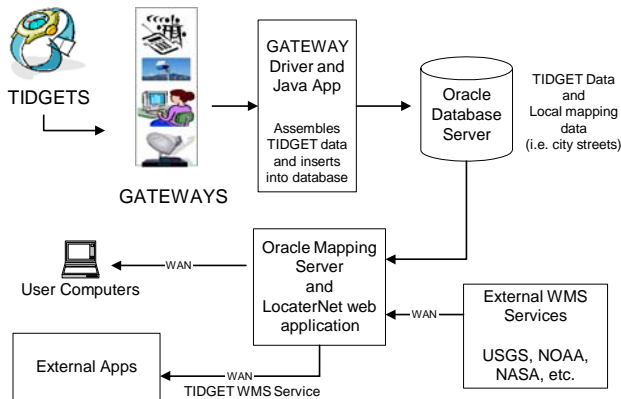 TIDGETS
GATEWAYS
GATEWAY
Driver and
Java App
Assembles
TIDGET data
and inserts
into database
Oracle
Database
Server
TIDGET Data
and
Local mapping
data
(i.e. city streets)
User Computers
WAN
Oracle Mapping
Server
and
LocaterNet web
application
WAN
External WMS
Services
USGS, NOAA,
NASA, etc.
External Apps
WAN
TIDGET WMS Service